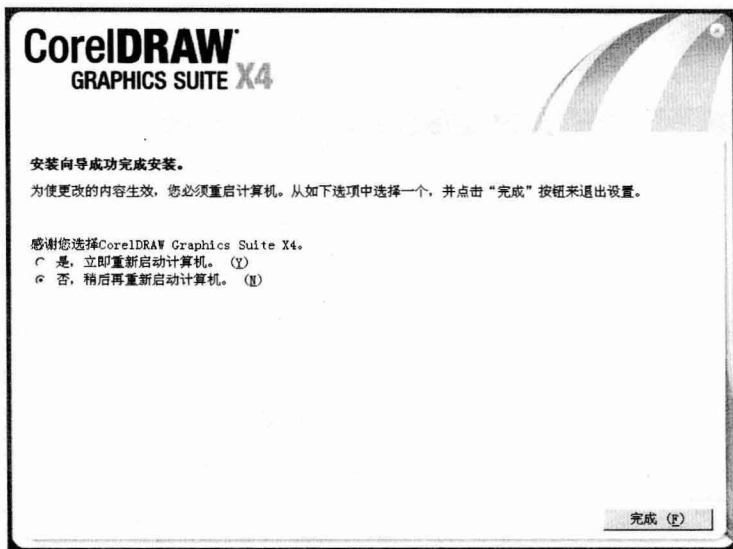 CorelDRAW
GRAPHICS SUITE X4
安装向导成功完成安装。
为使更改的内容生效，您必须重启计算机。从如下选项中选择一个，并点击“完成”按钮来退出设置。
感谢您选择CorelDRAW Graphics Suite X4。
是，立即重新启动计算机。 (Y)
否，稍后再重新启动计算机。 (N)
完成 (F)